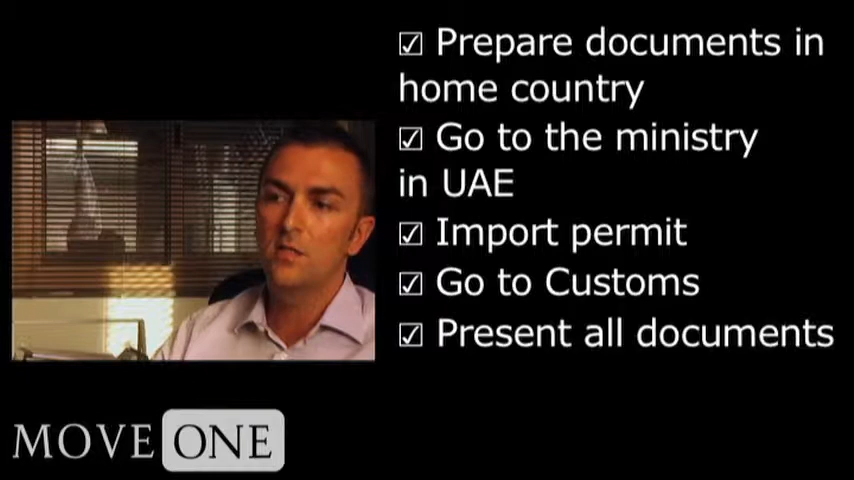 ☑ Prepare documents in
home country
☑ Go to the ministry
in UAE
☑ Import permit
☑ Go to Customs
☑ Present all documents
MOVE ONE